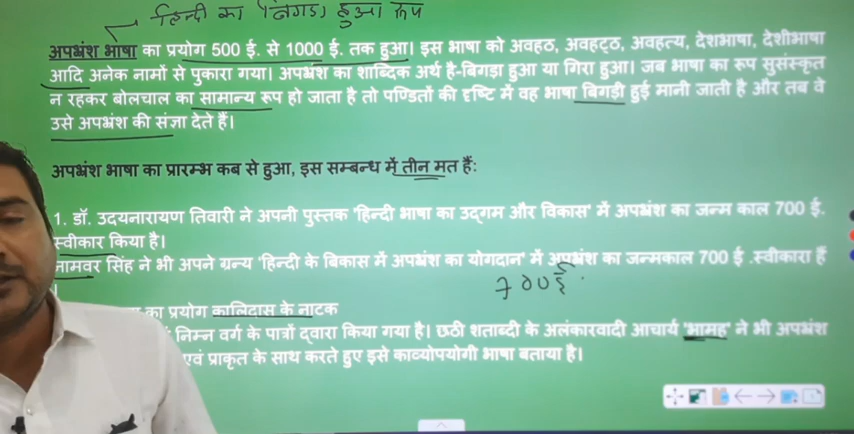 हिन्दी का बिगडा हुआ रूप
अपभ्रंश भाषा का प्रयोग 500 ई. से 1000 ई. तक हुआ। इस भाषा को अवहठ, अवहट्ठ, अवहत्य, देशभाषा, देशीभाषा
आदि अनेक नामों से पुकारा गया। अपभ्रंश का शाब्दिक अर्थ है-बिगड़ा हुआ या गिरा हुआ। जब भाषा का रूप सुसंस्कृत
न रहकर बोलचाल का सामान्य रूप हो जाता है तो पण्डितों की दृष्टि में वह भाषा बिगड़ी हुई मानी जाती है और तब वे
उसे अपभ्रंश की संज्ञा देते हैं।
अपभ्रंश भाषा का प्रारम्भ कब से हुआ, इस सम्बन्ध में तीन मत हैं:
1. डॉ. उदयनारायण तिवारी ने अपनी पुस्तक 'हिन्दी भाषा का उद्गम और विकास' में अपभ्रंश का जन्म काल 700 ई.
स्वीकार किया है।
नामवर सिंह ने भी अपने ग्रन्य 'हिन्दी के बिकास में अपभ्रंश का योगदान' में अपभ्रंश का जन्मकाल 700 ई .स्वीकारा हैं
700ई.
का प्रयोग कालिदास के नाटक
निम्न वर्ग के पात्रों द्वारा किया गया है। छठी शताब्दी के अलंकारवादी आचार्य 'भामह' ने भी अपभ्रंश
एवं प्राकृत के साथ करते हुए इसे काव्योपयोगी भाषा बताया है।